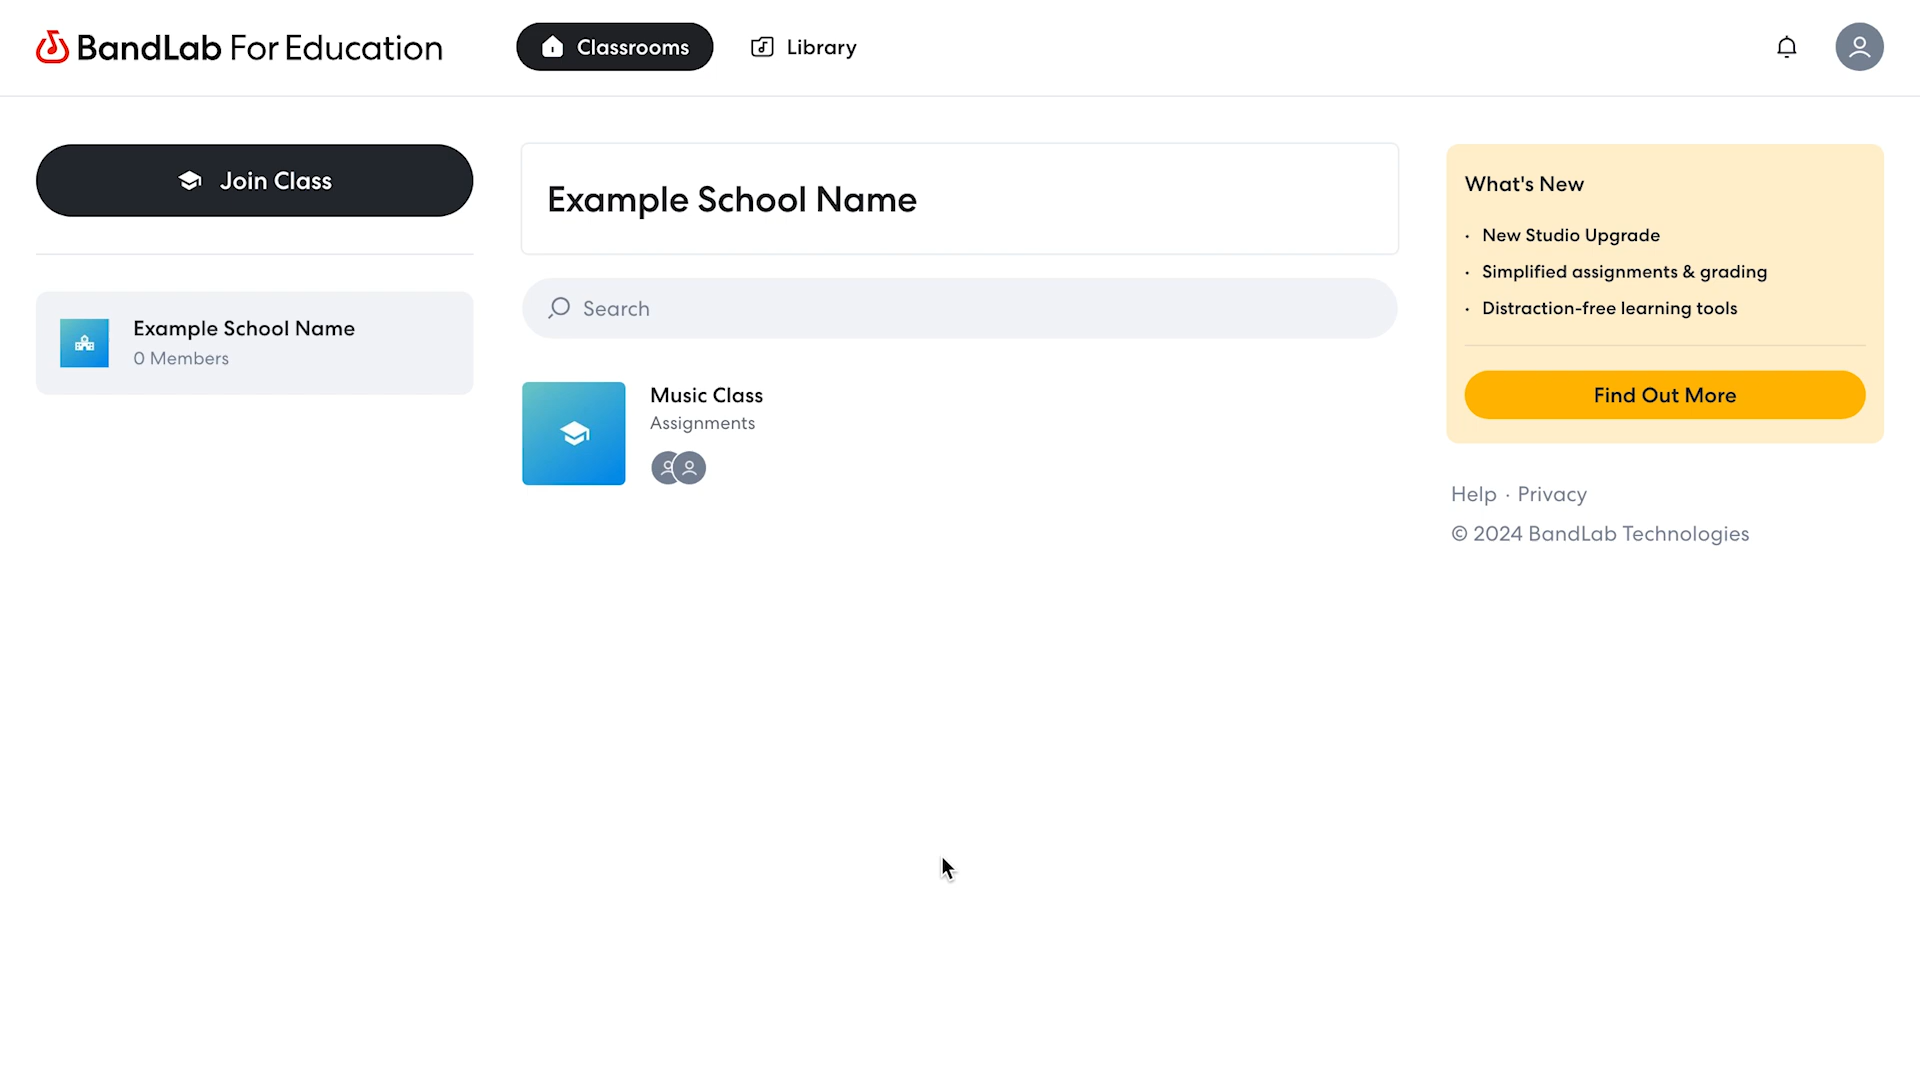 BandLab For Education
Classrooms
Library
Join Class
Example School Name
0 Members
Example School Name
Search
Music Class
Assignments
What's New
· New Studio Upgrade
· Simplified assignments & grading
· Distraction-free learning tools
Find Out More
Help · Privacy
© 2024 BandLab Technologies